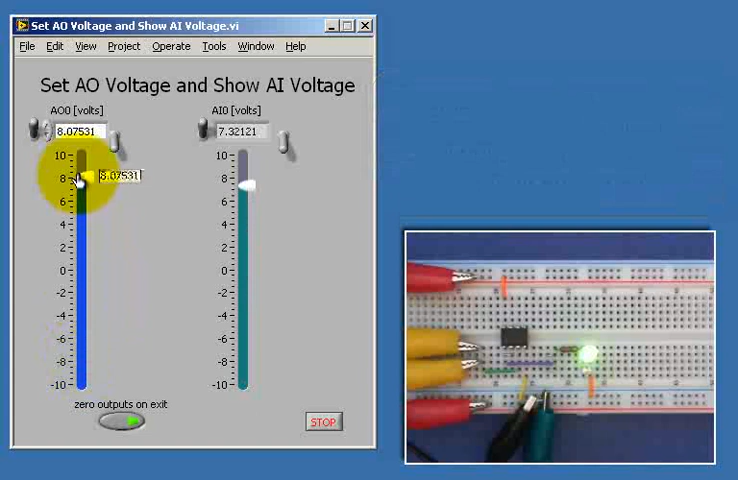 Set AO Voltage and Show AI Voltage.vi
File Edit View Project Operate Tools Window Help
Set AO Voltage and Show AI Voltage
AO0 [volts] AI0 [volts]
8.07531 7.32121
10 10
8 8.07531 8
6 6
4 4
2 2
0 0
-2 -2
-4 -4
-6 -6
-8 -8
-10 -10
zero outputs on exit
STOP